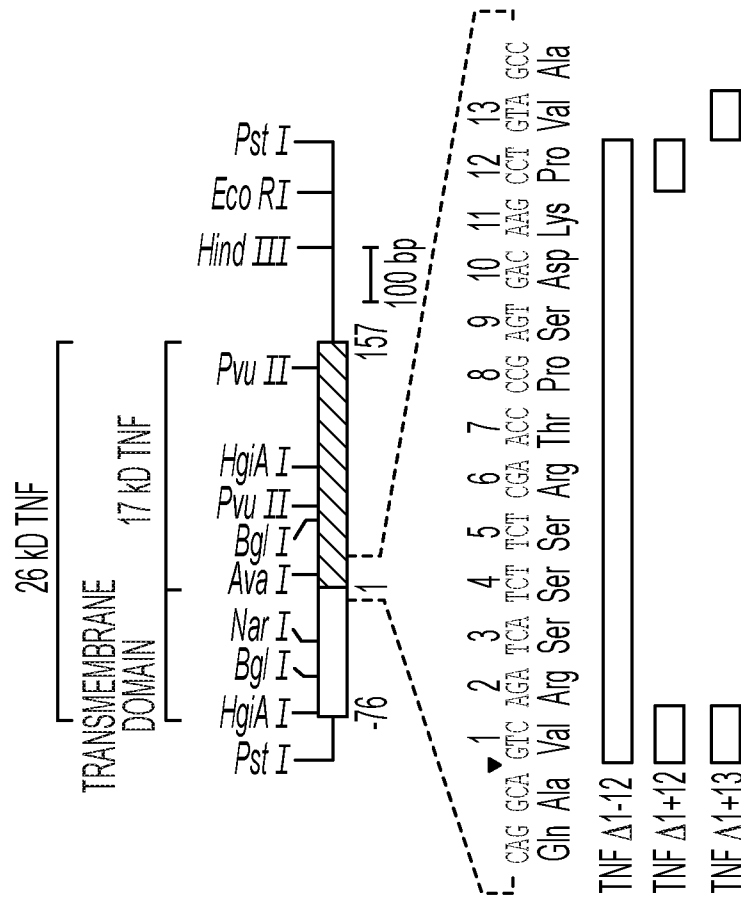 26 kD TNF
TRANSMEMBRANE
DOMAIN
17 kD TNF
Pst I
HgiA I
Bgl I
Nar I
Ava I
Bgl I
Pvu II
HgiA I
Pvu II
Hind III
Eco RI
Pst I
-76
1
157
100 bp
1 2 3 4 5 6 7 8 9 10 11 12 13
CAG GCA GTC AGA TCA TCT TCT CGA ACC CCG AGT GAC AAG CCT GTA GCC
Gln Ala Val Arg Ser Ser Ser Arg Thr Pro Ser Asp Lys Pro Val Ala
TNF Δ1-12
TNF Δ1+12
TNF Δ1+13